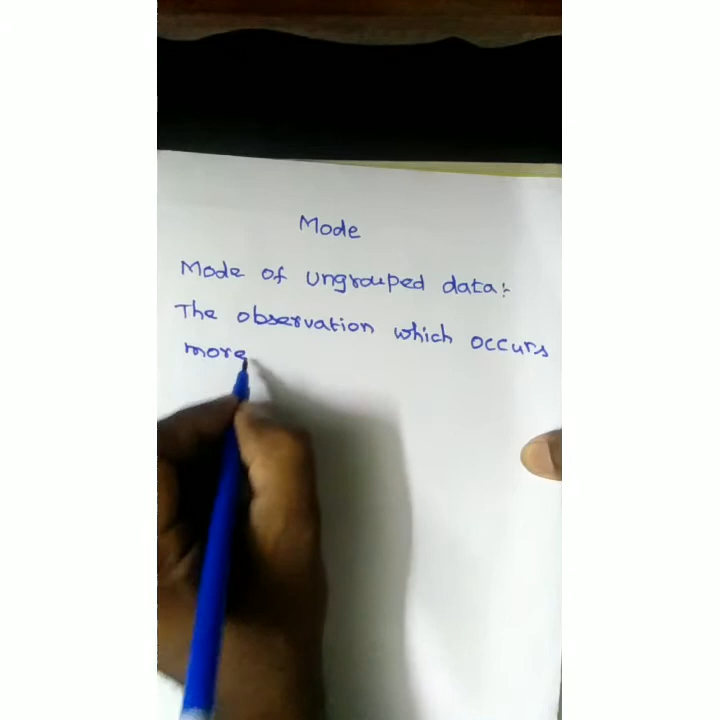 Mode
Mode of ungrouped data:
The observation which occurs
more